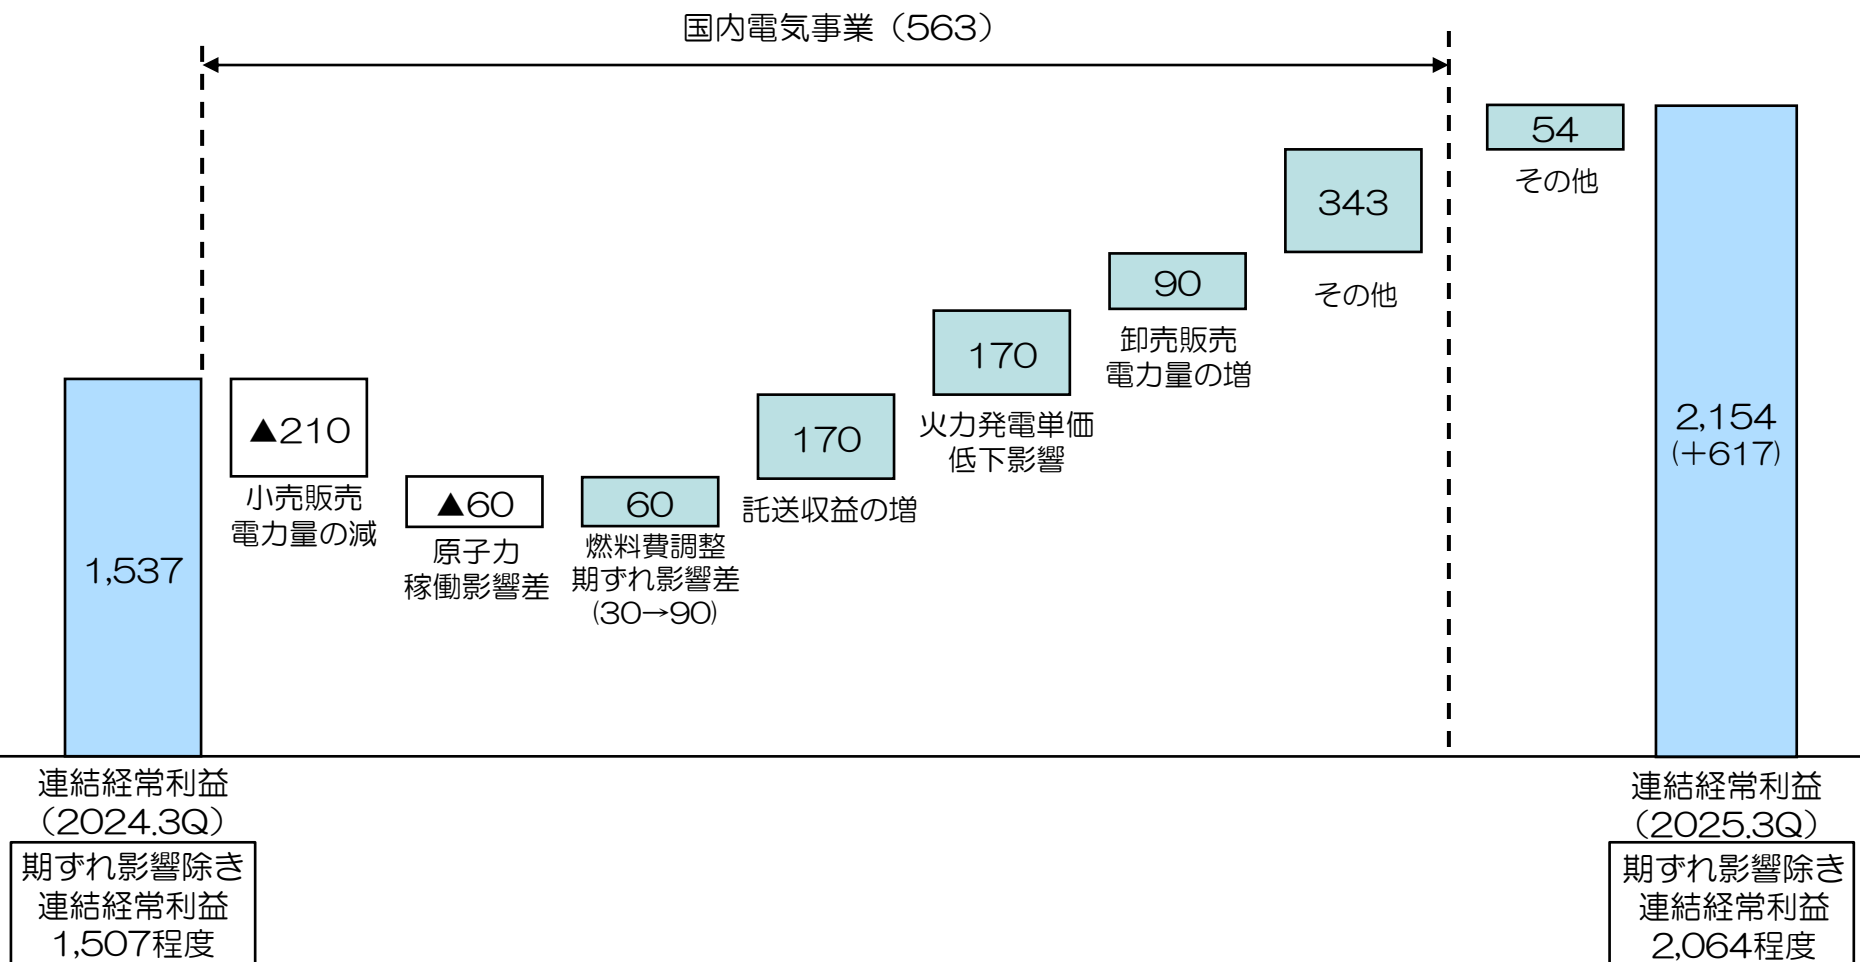 国内電気事業（563）
54
その他
343
その他
90
卸売販売
電力量の増
170
火力発電単価
低下影響
170
託送収益の増
60
燃料費調整
期ずれ影響差
(30→90)
▲60
原子力
稼働影響差
▲210
小売販売
電力量の減
1,537
2,154
(＋617)
連結経常利益
（2024.3Q）
期ずれ影響除き
連結経常利益
1,507程度
連結経常利益
（2025.3Q）
期ずれ影響除き
連結経常利益
2,064程度